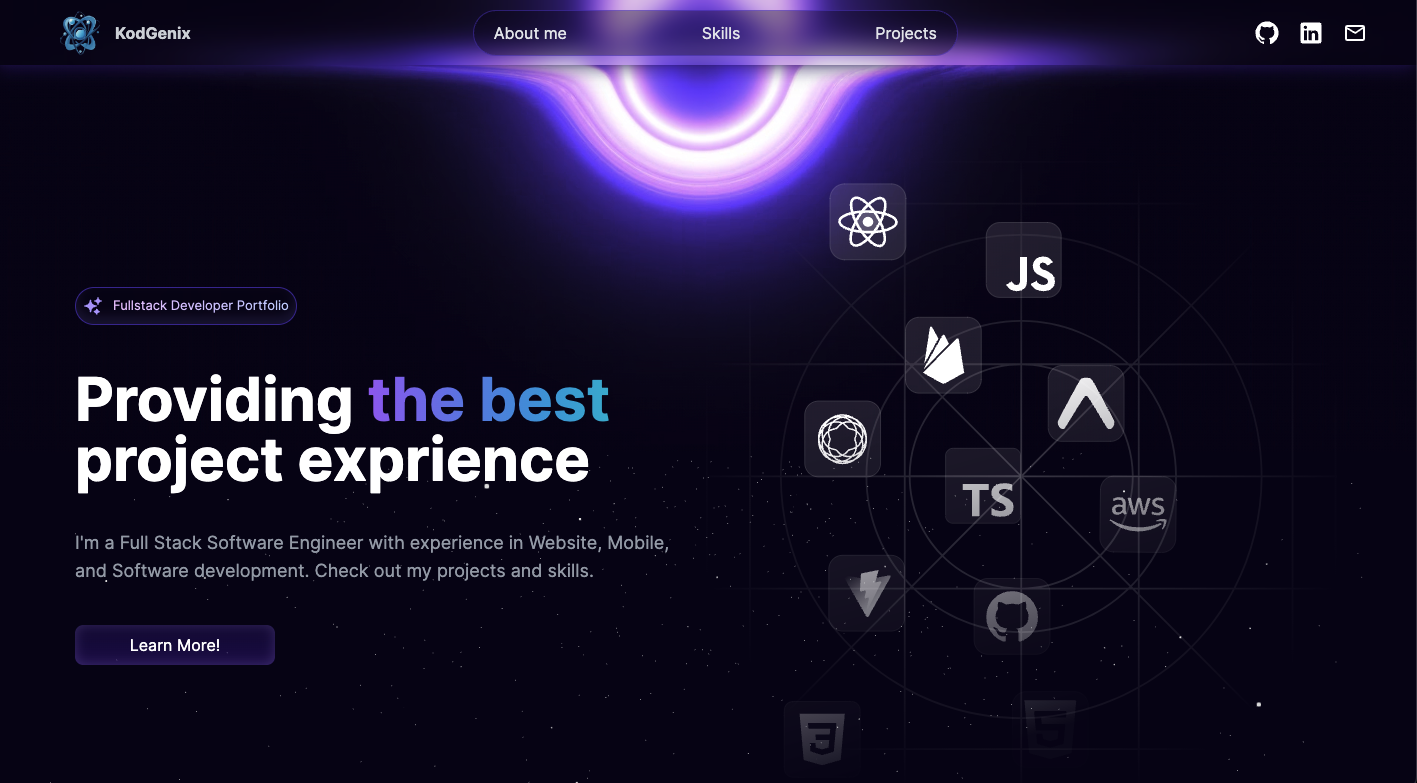 KodGenix
About me
Skills
Projects
in
Fullstack Developer Portfolio
Providing the best
project exprience
I'm a Full Stack Software Engineer with experience in Website, Mobile,
and Software development. Check out my projects and skills.
Learn More!
JS
TS
aws
3
5